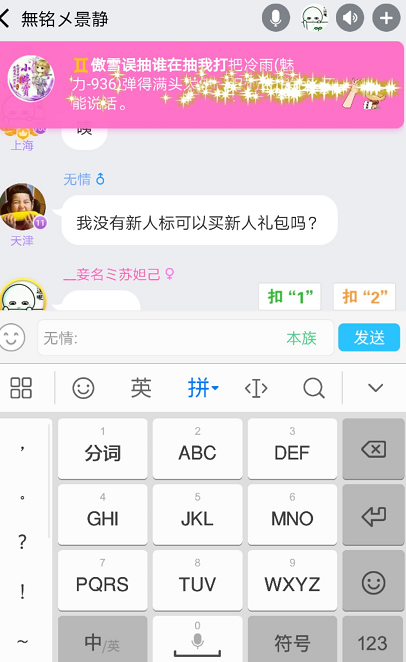 無铭メ景静
♊傲雪误抽谁在抽我打把冷雨(魅
力-936)弹得满头
能说话。
咦
上海
无情 ♂
我没有新人标可以买新人礼包吗？
11
天津
__妾名ミ苏妲己 ♀
扣 “1”
扣 “2”
无情:
本族
发送
英
拼
，
1
分词
2
ABC
3
DEF
。
4
GHI
5
JKL
6
MNO
？
7
PQRS
8
TUV
9
WXYZ
！
～
中/英
0
符号
123